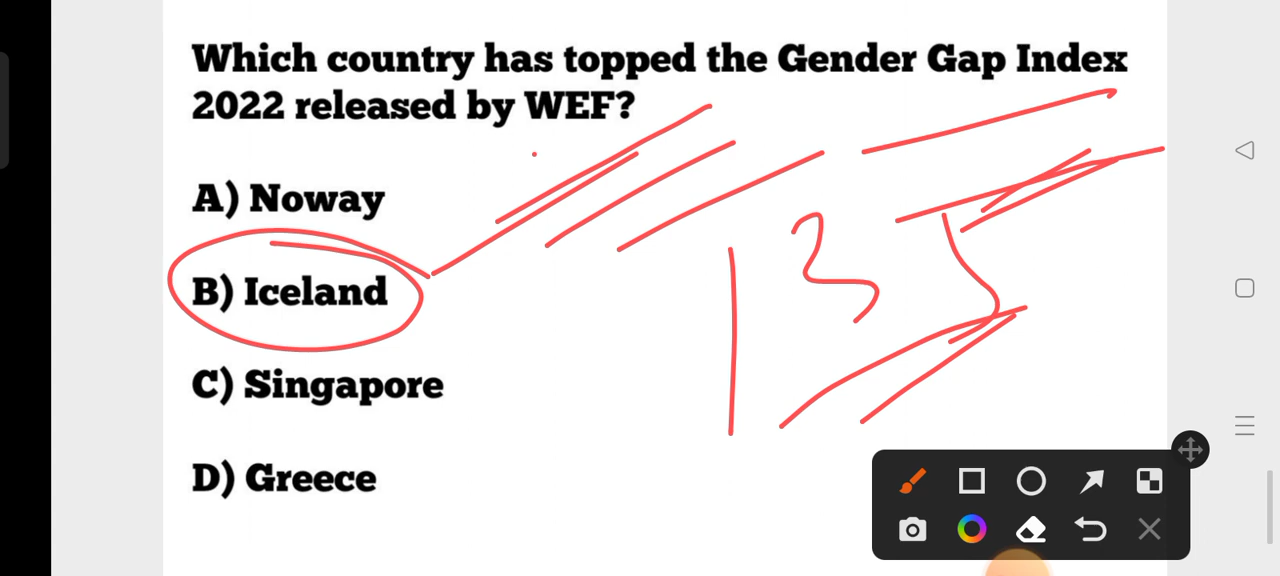 Which country has topped the Gender Gap Index
2022 released by WEF?
A) Noway
B) Iceland
135
C) Singapore
D) Greece